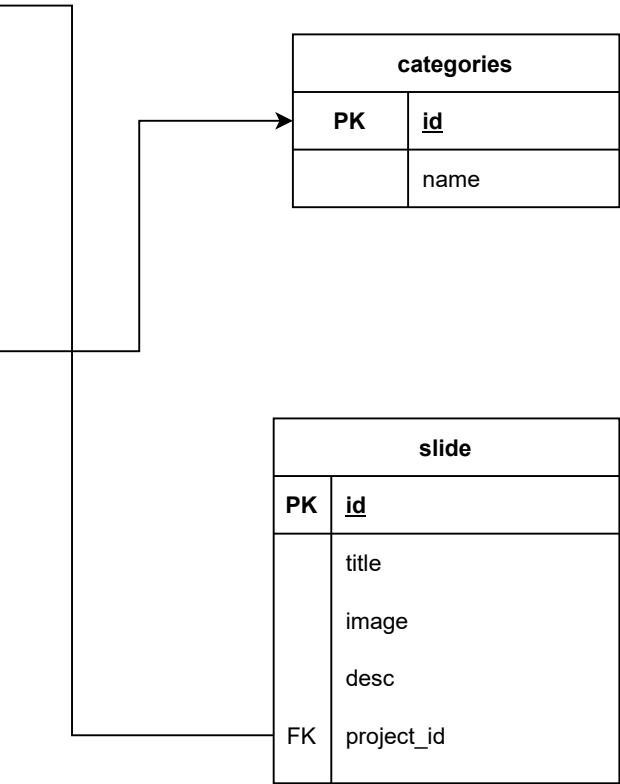 categories
PK id
name
slide
PK id
title
image
desc
FK project_id